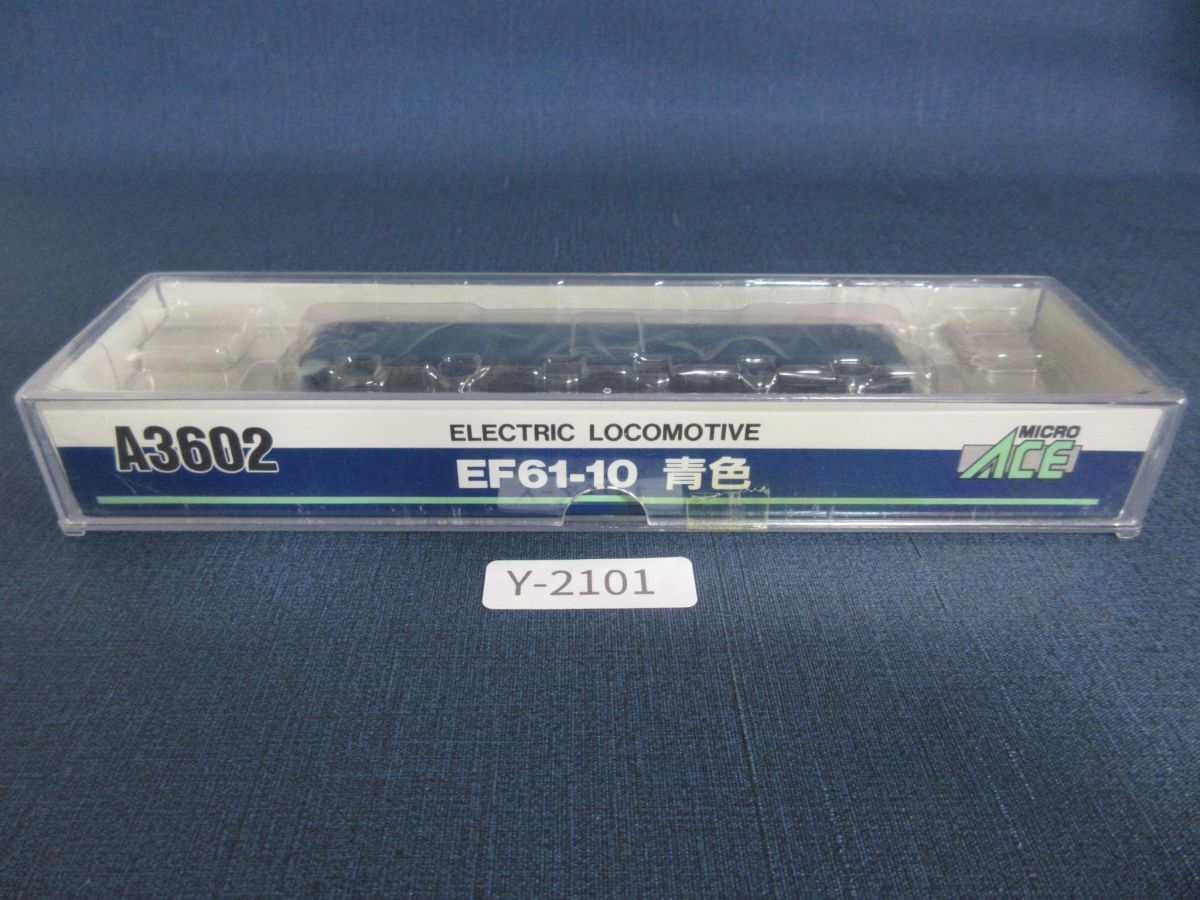 A3602
ELECTRIC LOCOMOTIVE
EF61-10 青色
MICRO
ACE
Y-2101